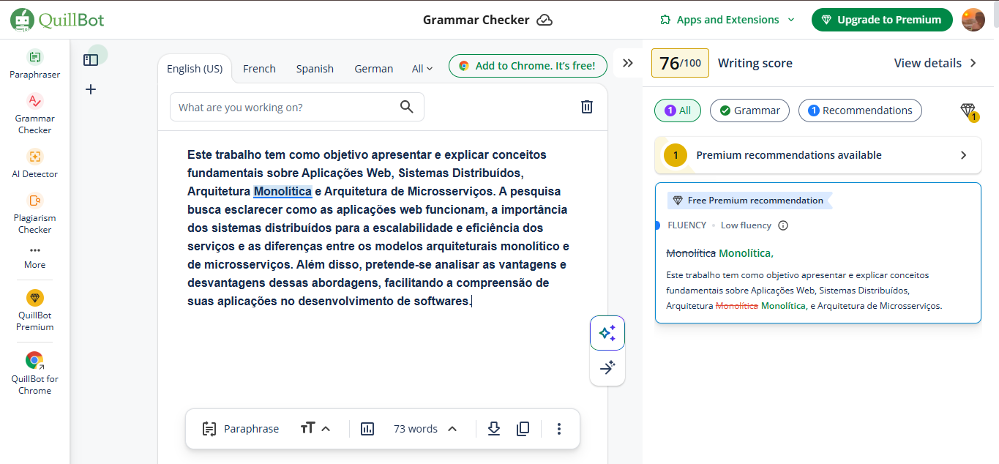 QuillBot
Grammar Checker
Apps and Extensions
Upgrade to Premium
Paraphraser
Grammar
Checker
AI Detector
Plagiarism
Checker
More
QuillBot
Premium
QuillBot for
Chrome
English (US) French Spanish German All
Add to Chrome. It's free!
What are you working on?
Este trabalho tem como objetivo apresentar e explicar conceitos
fundamentais sobre Aplicações Web, Sistemas Distribuídos,
Arquitetura Monolítica e Arquitetura de Microsserviços. A pesquisa
busca esclarecer como as aplicações web funcionam, a importância
dos sistemas distribuídos para a escalabilidade e eficiência dos
serviços e as diferenças entre os modelos arquiteturais monolítico e
de microsserviços. Além disso, pretende-se analisar as vantagens e
desvantagens dessas abordagens, facilitando a compreensão de
suas aplicações no desenvolvimento de softwares.
Paraphrase
73 words
76/100 Writing score View details
1 All Grammar 1 Recommendations 1
1 Premium recommendations available
Free Premium recommendation
FLUENCY • Low fluency
Monolítica Monolítica,
Este trabalho tem como objetivo apresentar e explicar conceitos
fundamentais sobre Aplicações Web, Sistemas Distribuídos,
Arquitetura Monolítica Monolítica, e Arquitetura de Microsserviços.